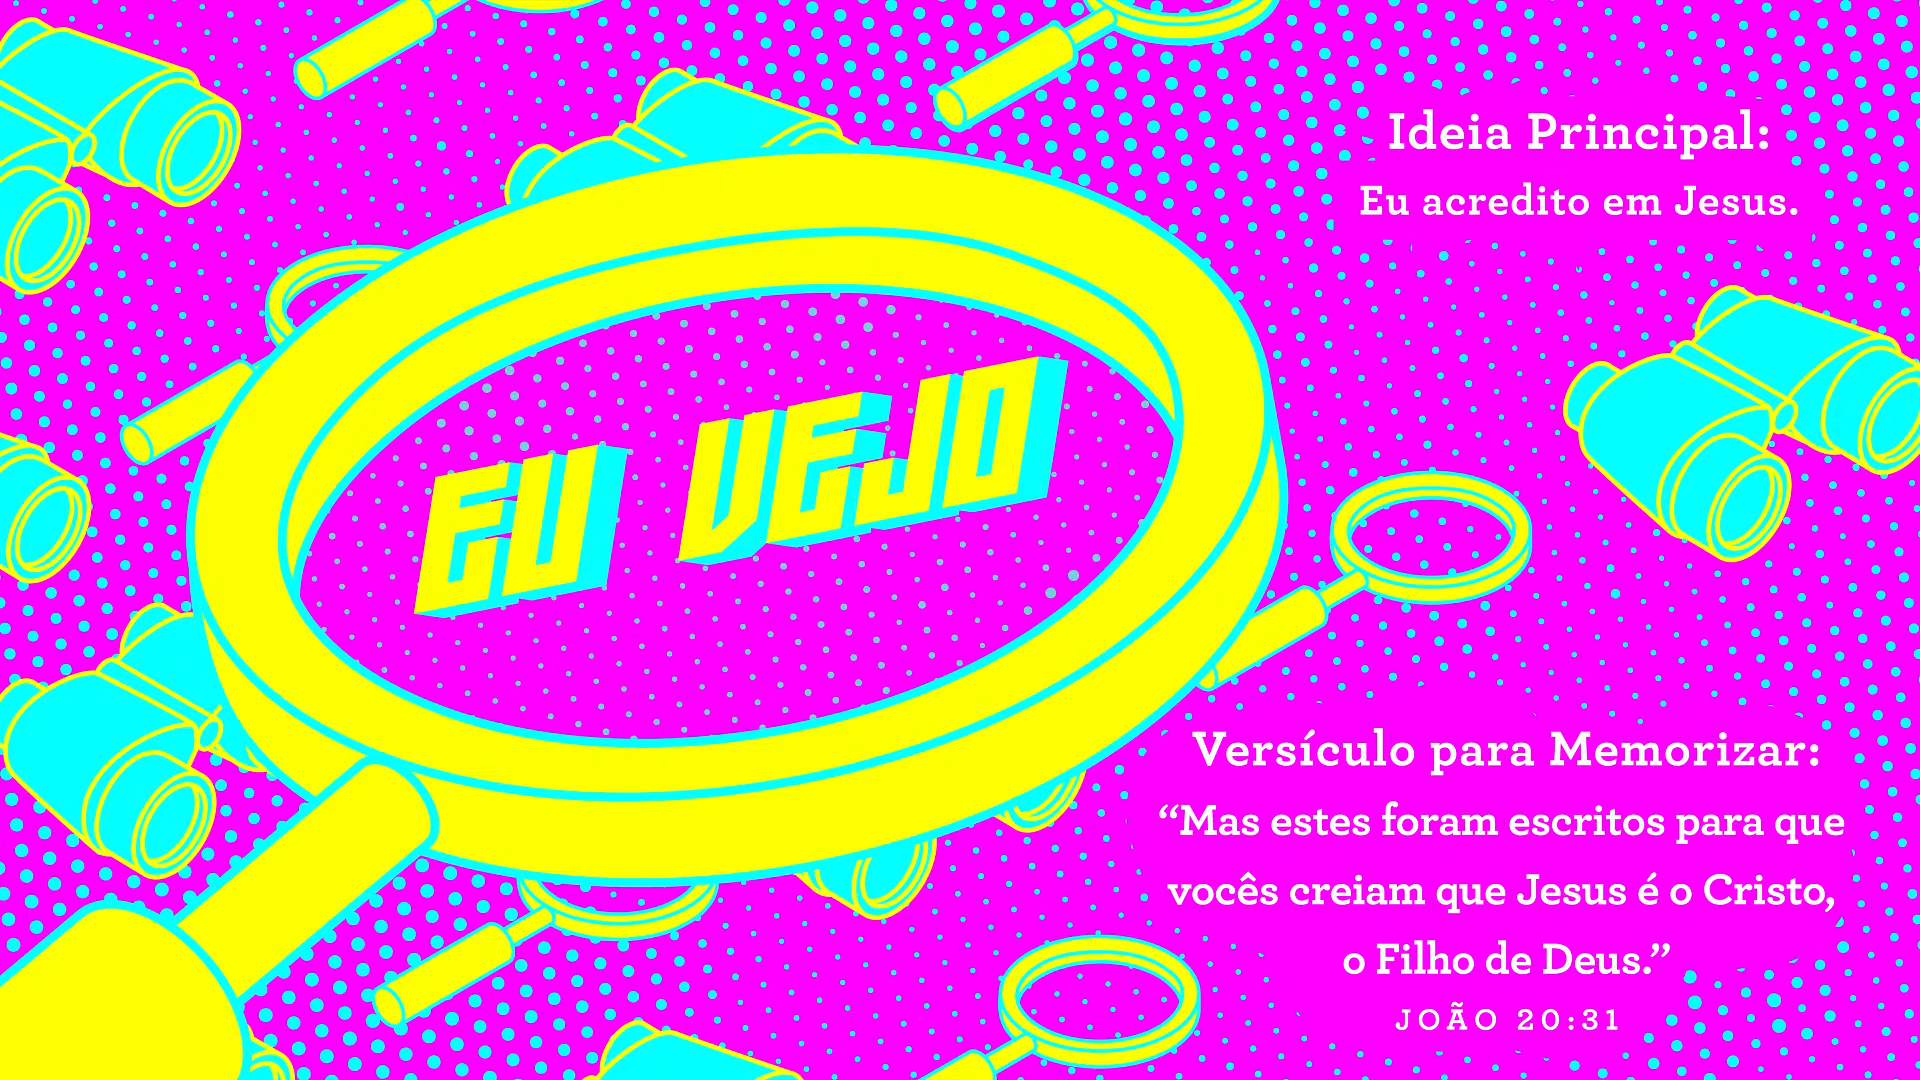 EU VEJO
Ideia Principal:
Eu acredito em Jesus.
Versículo para Memorizar:
“Mas estes foram escritos para que
vocês creiam que Jesus é o Cristo,
o Filho de Deus.”
JOÃO 20:31